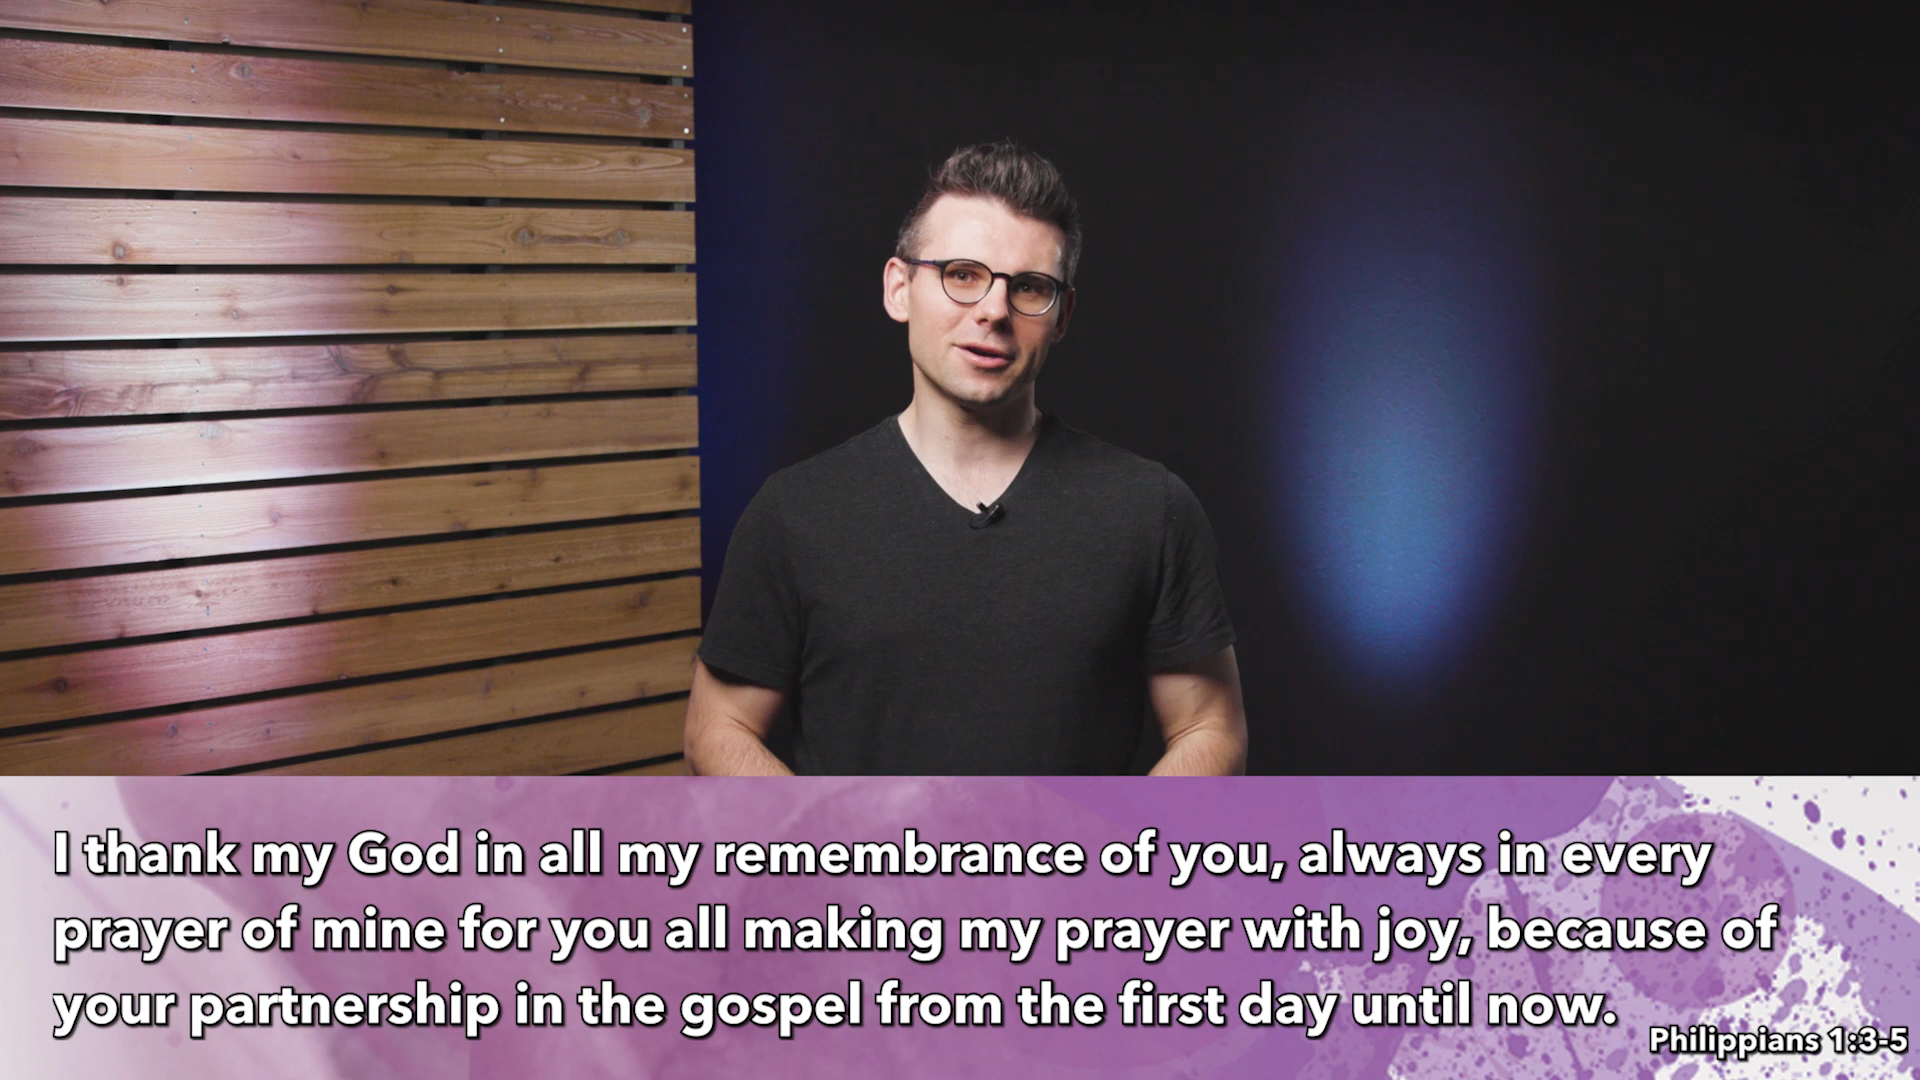 I thank my God in all my remembrance of you, always in every
prayer of mine for you all making my prayer with joy, because of
your partnership in the gospel from the first day until now.
Philippians 1:3-5